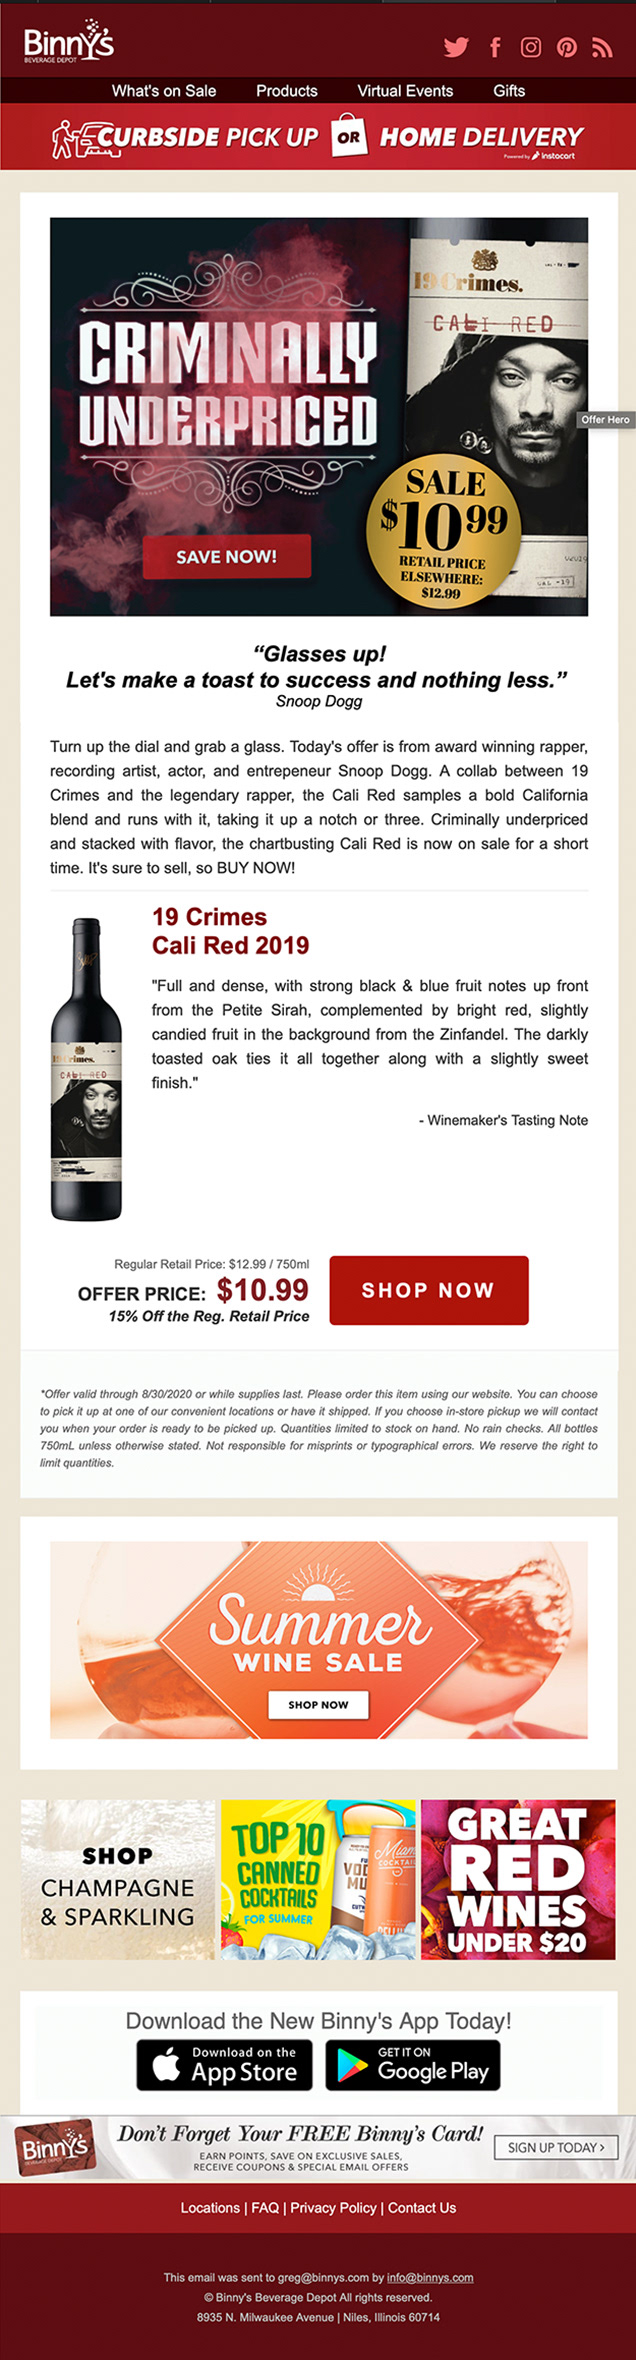 Binny's
BEVERAGE DEPOT
What's on Sale Products Virtual Events Gifts
CURBSIDE PICK UP OR HOME DELIVERY
Powered by instacart
19 Crimes.
CALI RED
CRIMINALLY
UNDERPRICED
Offer Hero
SALE
$10.99
RETAIL PRICE
ELSEWHERE:
$12.99
SAVE NOW!
“Glasses up!
Let's make a toast to success and nothing less.”
Snoop Dogg
Turn up the dial and grab a glass. Today's offer is from award winning rapper,
recording artist, actor, and entrepeneur Snoop Dogg. A collab between 19
Crimes and the legendary rapper, the Cali Red samples a bold California
blend and runs with it, taking it up a notch or three. Criminally underpriced
and stacked with flavor, the chartbusting Cali Red is now on sale for a short
time. It's sure to sell, so BUY NOW!
19 Crimes
Cali Red 2019
"Full and dense, with strong black & blue fruit notes up front
from the Petite Sirah, complemented by bright red, slightly
candied fruit in the background from the Zinfandel. The darkly
toasted oak ties it all together along with a slightly sweet
finish."
- Winemaker's Tasting Note
19 Crimes.
CALI RED
Regular Retail Price: $12.99 / 750ml
OFFER PRICE: $10.99
15% Off the Reg. Retail Price
SHOP NOW
*Offer valid through 8/30/2020 or while supplies last. Please order this item using our website. You can choose
to pick it up at one of our convenient locations or have it shipped. If you choose in-store pickup we will contact
you when your order is ready to be picked up. Quantities limited to stock on hand. No rain checks. All bottles
750mL unless otherwise stated. Not responsible for misprints or typographical errors. We reserve the right to
limit quantities.
Summer
WINE SALE
SHOP NOW
SHOP
CHAMPAGNE
& SPARKLING
TOP 10
CANNED
COCKTAILS
FOR SUMMER
GREAT
RED
WINES
UNDER $20
Download the New Binny's App Today!
Download on the
App Store
GET IT ON
Google Play
Binny's
BEVERAGE DEPOT
Don't Forget Your FREE Binny's Card!
EARN POINTS, SAVE ON EXCLUSIVE SALES,
RECEIVE COUPONS & SPECIAL EMAIL OFFERS
SIGN UP TODAY >
Locations | FAQ | Privacy Policy | Contact Us
This email was sent to greg@binnys.com by info@binnys.com
© Binny's Beverage Depot All rights reserved.
8935 N. Milwaukee Avenue | Niles, Illinois 60714